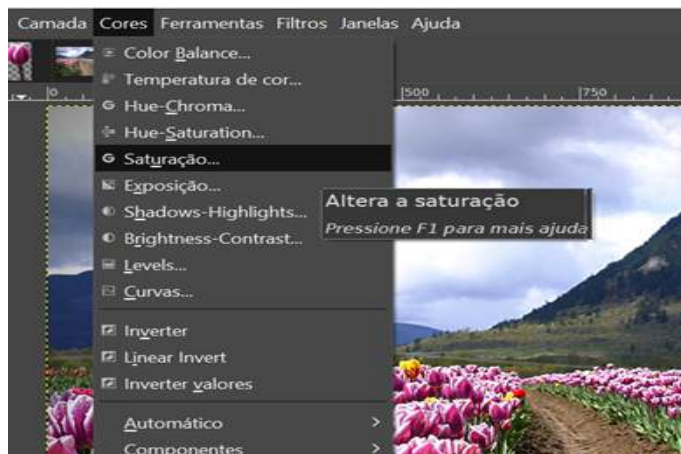 Camada Cores Ferramentas Filtros Janelas Ajuda
Color Balance...
Temperatura de cor...
0 500 750
Hue-Chroma...
Hue-Saturation...
Saturação...
Exposição...
Altera a saturação
Shadows-Highlights...
Pressione F1 para mais ajuda
Brightness-Contrast...
Levels...
Curvas...
Inverter
Linear Invert
Inverter valores
Automático
Componentes